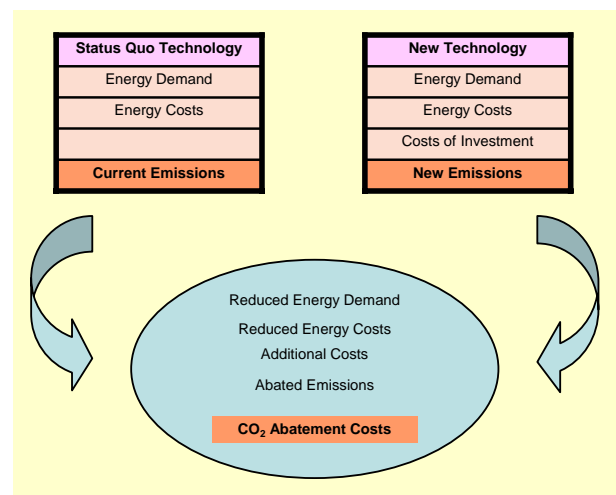 Status Quo Technology
Energy Demand
Energy Costs
Current Emissions
New Technology
Energy Demand
Energy Costs
Costs of Investment
New Emissions
Reduced Energy Demand
Reduced Energy Costs
Additional Costs
Abated Emissions
CO₂ Abatement Costs